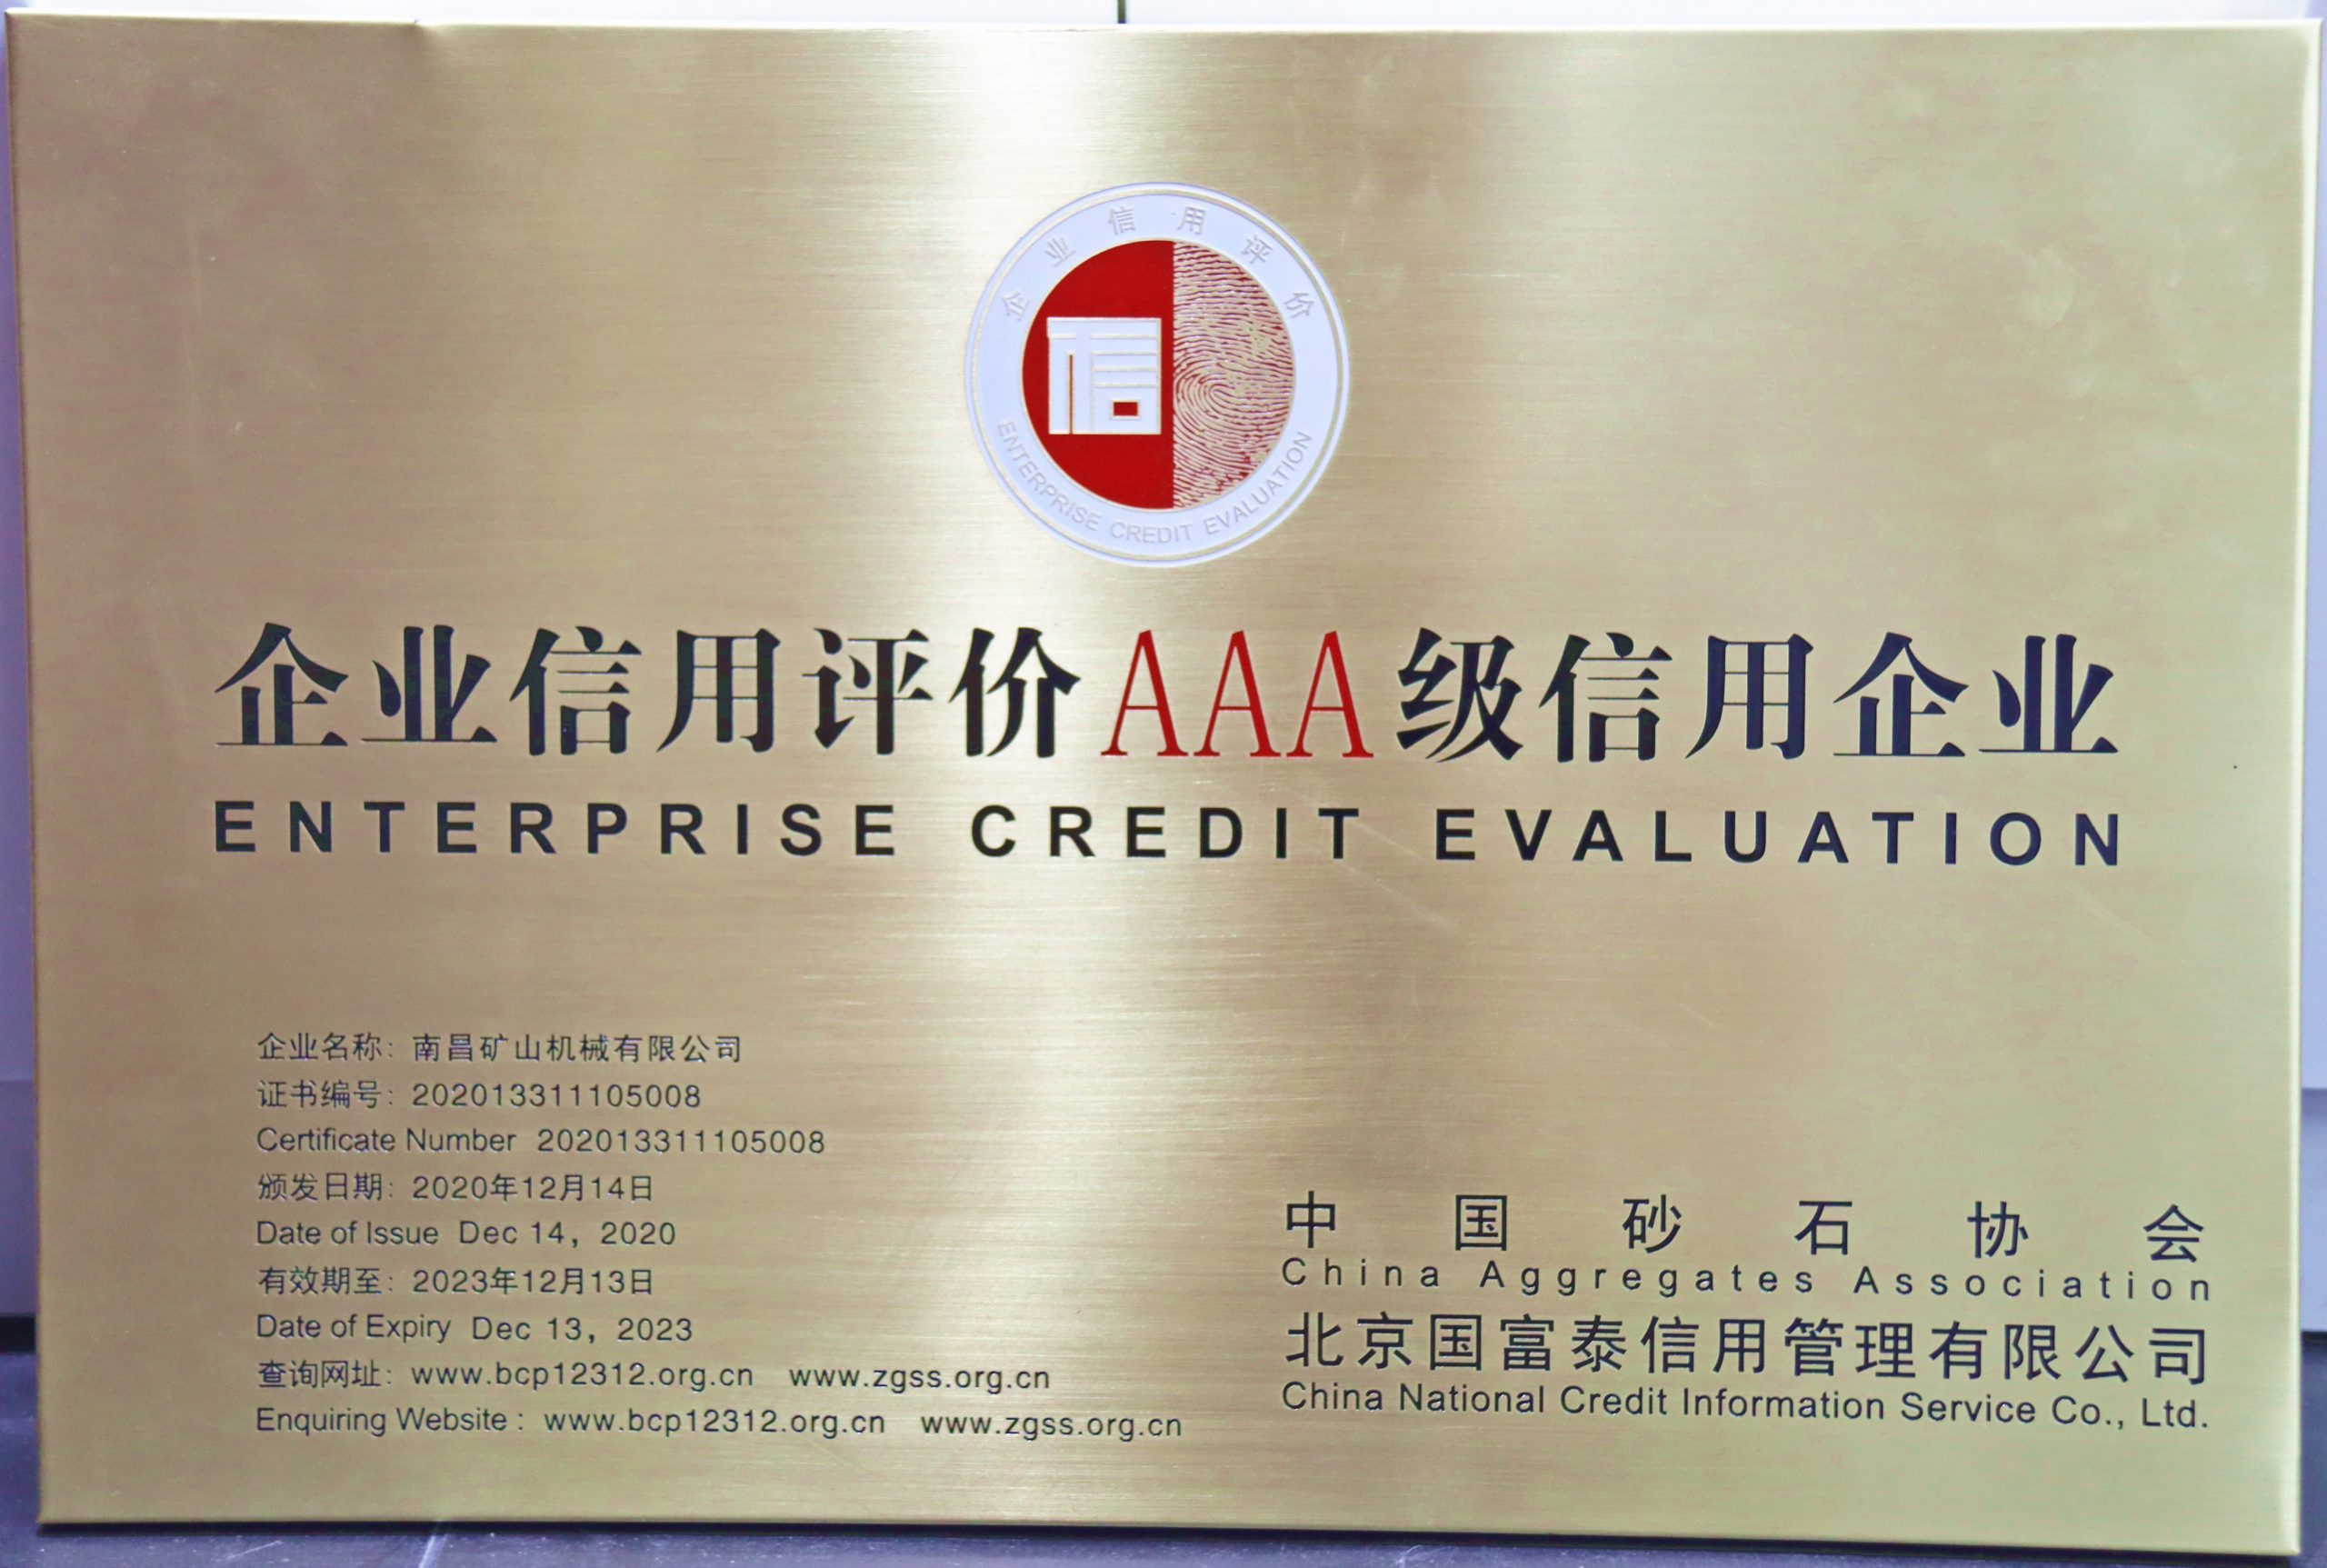 企业信用评价
信
ENTERPRISE CREDIT EVALUATION
企业信用评价AAA级信用企业
ENTERPRISE CREDIT EVALUATION
企业名称：南昌矿山机械有限公司
证书编号：202013311105008
Certificate Number 202013311105008
颁发日期：2020年12月14日
Date of Issue Dec 14，2020
有效期至：2023年12月13日
Date of Expiry Dec 13，2023
查询网址：www.bcp12312.org.cn www.zgss.org.cn
Enquiring Website：www.bcp12312.org.cn www.zgss.org.cn
中国砂石协会
China Aggregates Association
北京国富泰信用管理有限公司
China National Credit Information Service Co., Ltd.